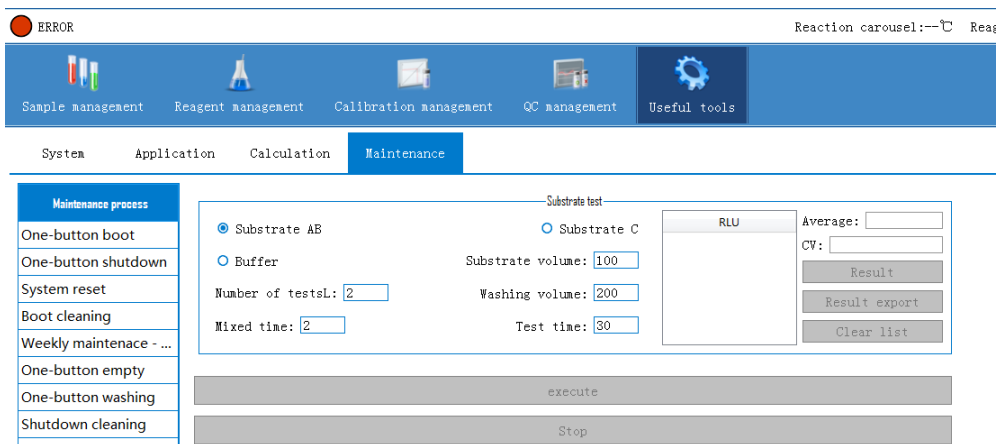 ERROR
Reaction carousel:--℃ Reag
Sample management Reagent management Calibration management QC management Useful tools
System Application Calculation Maintenance
Maintenance process
One-button boot
One-button shutdown
System reset
Boot cleaning
Weekly maintenace - ...
One-button empty
One-button washing
Shutdown cleaning
Substrate test
Substrate AB
Substrate C
Buffer
Substrate volume: 100
Number of testsL: 2
Washing volume: 200
Mixed time: 2
Test time: 30
RLU
Average:
CV:
Result
Result export
Clear list
execute
Stop